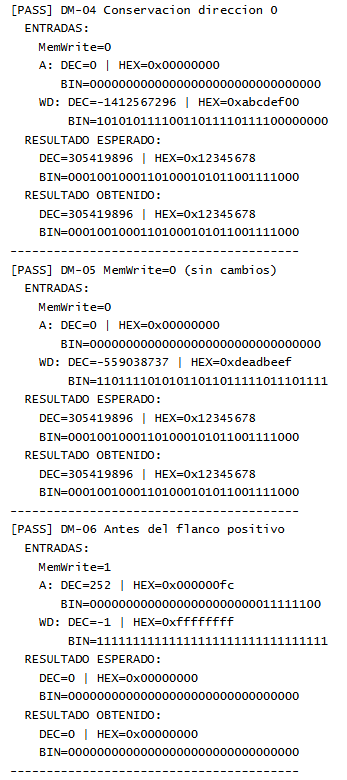 [PASS] DM-04 Conservacion direccion 0
ENTRADAS:
MemWrite=0
A: DEC=0 | HEX=0x00000000
BIN=00000000000000000000000000000000
WD: DEC=-1412567296 | HEX=0xabcdef00
BIN=10101011110011011110111100000000
RESULTADO ESPERADO:
DEC=305419896 | HEX=0x12345678
BIN=00010010001101000101011001111000
RESULTADO OBTENIDO:
DEC=305419896 | HEX=0x12345678
BIN=00010010001101000101011001111000
----------------------------------------
[PASS] DM-05 MemWrite=0 (sin cambios)
ENTRADAS:
MemWrite=0
A: DEC=0 | HEX=0x00000000
BIN=00000000000000000000000000000000
WD: DEC=-559038737 | HEX=0xdeadbeef
BIN=11011110101011011011111011101111
RESULTADO ESPERADO:
DEC=305419896 | HEX=0x12345678
BIN=00010010001101000101011001111000
RESULTADO OBTENIDO:
DEC=305419896 | HEX=0x12345678
BIN=00010010001101000101011001111000
----------------------------------------
[PASS] DM-06 Antes del flanco positivo
ENTRADAS:
MemWrite=1
A: DEC=252 | HEX=0x000000fc
BIN=00000000000000000000000011111100
WD: DEC=-1 | HEX=0xffffffff
BIN=11111111111111111111111111111111
RESULTADO ESPERADO:
DEC=0 | HEX=0x00000000
BIN=00000000000000000000000000000000
RESULTADO OBTENIDO:
DEC=0 | HEX=0x00000000
BIN=00000000000000000000000000000000
----------------------------------------